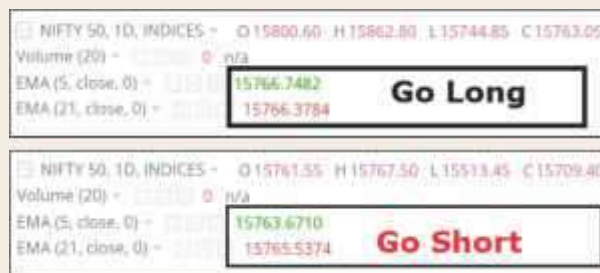 NIFTY 50, 1D, INDICES O 15800.60 H 15862.80 L 15744.85 C 15763.05
Volume (20) 0 n/a
EMA (5, close, 0) 15766.7482
EMA (21, close, 0) 15766.3784
Go Long
NIFTY 50, 1D, INDICES O 15761.55 H 15767.50 L 15513.45 C 15709.40
Volume (20) 0 n/a
EMA (5, close, 0) 15763.6710
EMA (21, close, 0) 15765.5374
Go Short